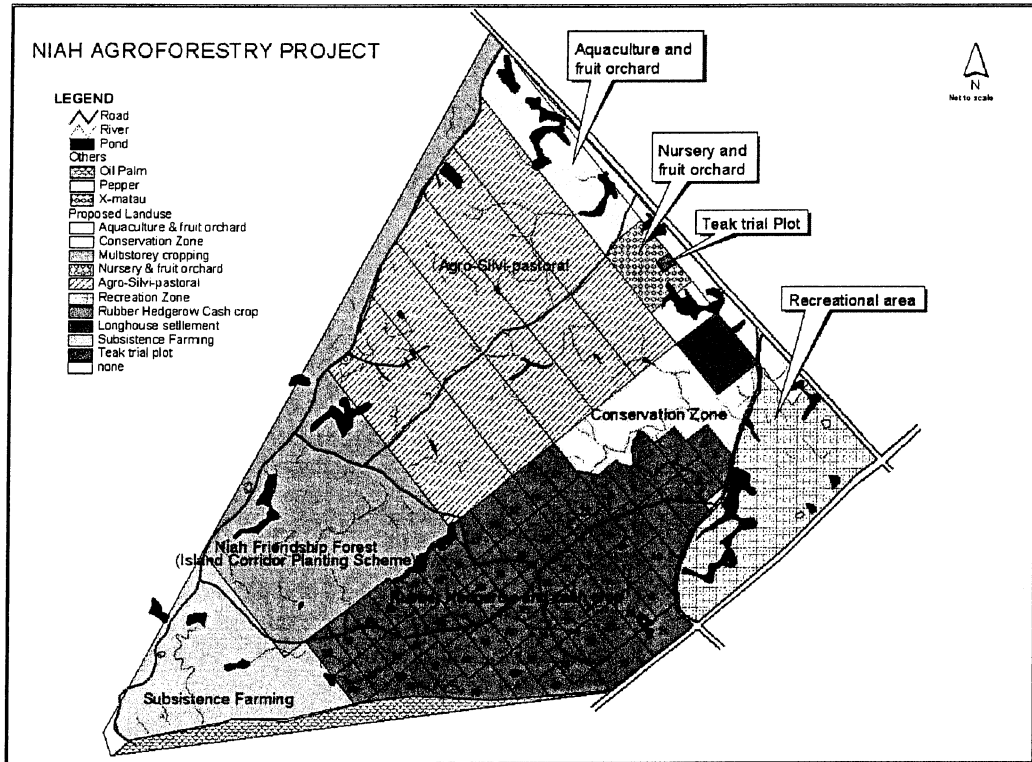 NIAH AGROFORESTRY PROJECT
LEGEND
Road
River
Pond
Others
Oil Palm
Pepper
X-matau
Proposed Landuse
Aquaculture & fruit orchard
Conservation Zone
Multistorey cropping
Nursery & fruit orchard
Agro-Silvi-pastoral
Recreation Zone
Rubber Hedgerow Cash crop
Longhouse settlement
Subsistence Farming
Teak trial plot
none
Aquaculture and
fruit orchard
N
Not to scale
Nursery and
fruit orchard
Teak trial Plot
Agro-Silvi-pastoral
Recreational area
Conservation Zone
Niah Friendship Forest
(Island Corridor Planting Scheme)
Subsistence Farming